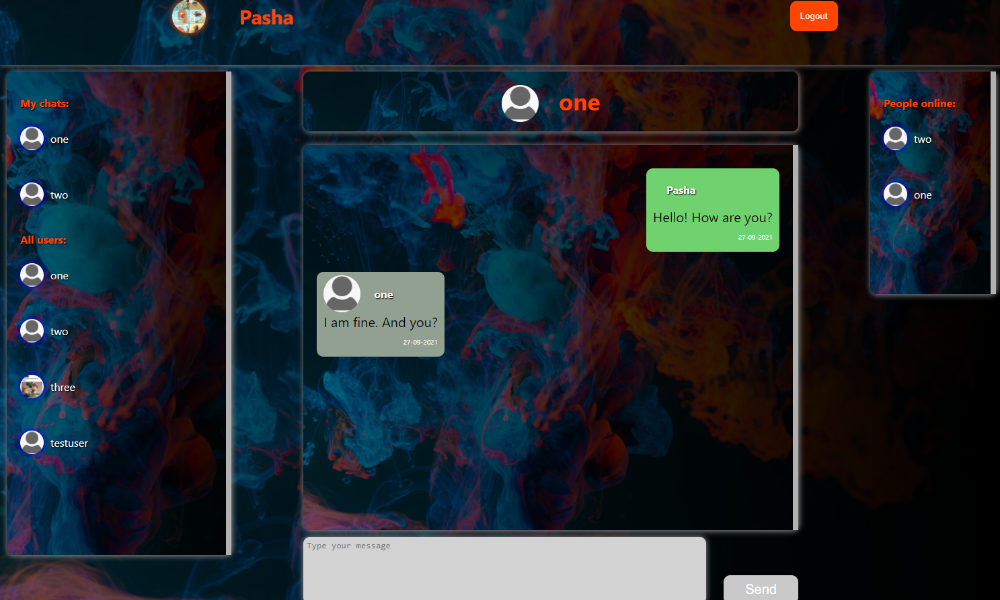 Pasha
Logout
My chats:
one
two
All users:
one
two
three
testuser
one
Pasha
Hello! How are you?
27-09-2021
one
I am fine. And you?
27-09-2021
Type your message
Send
People online:
two
one